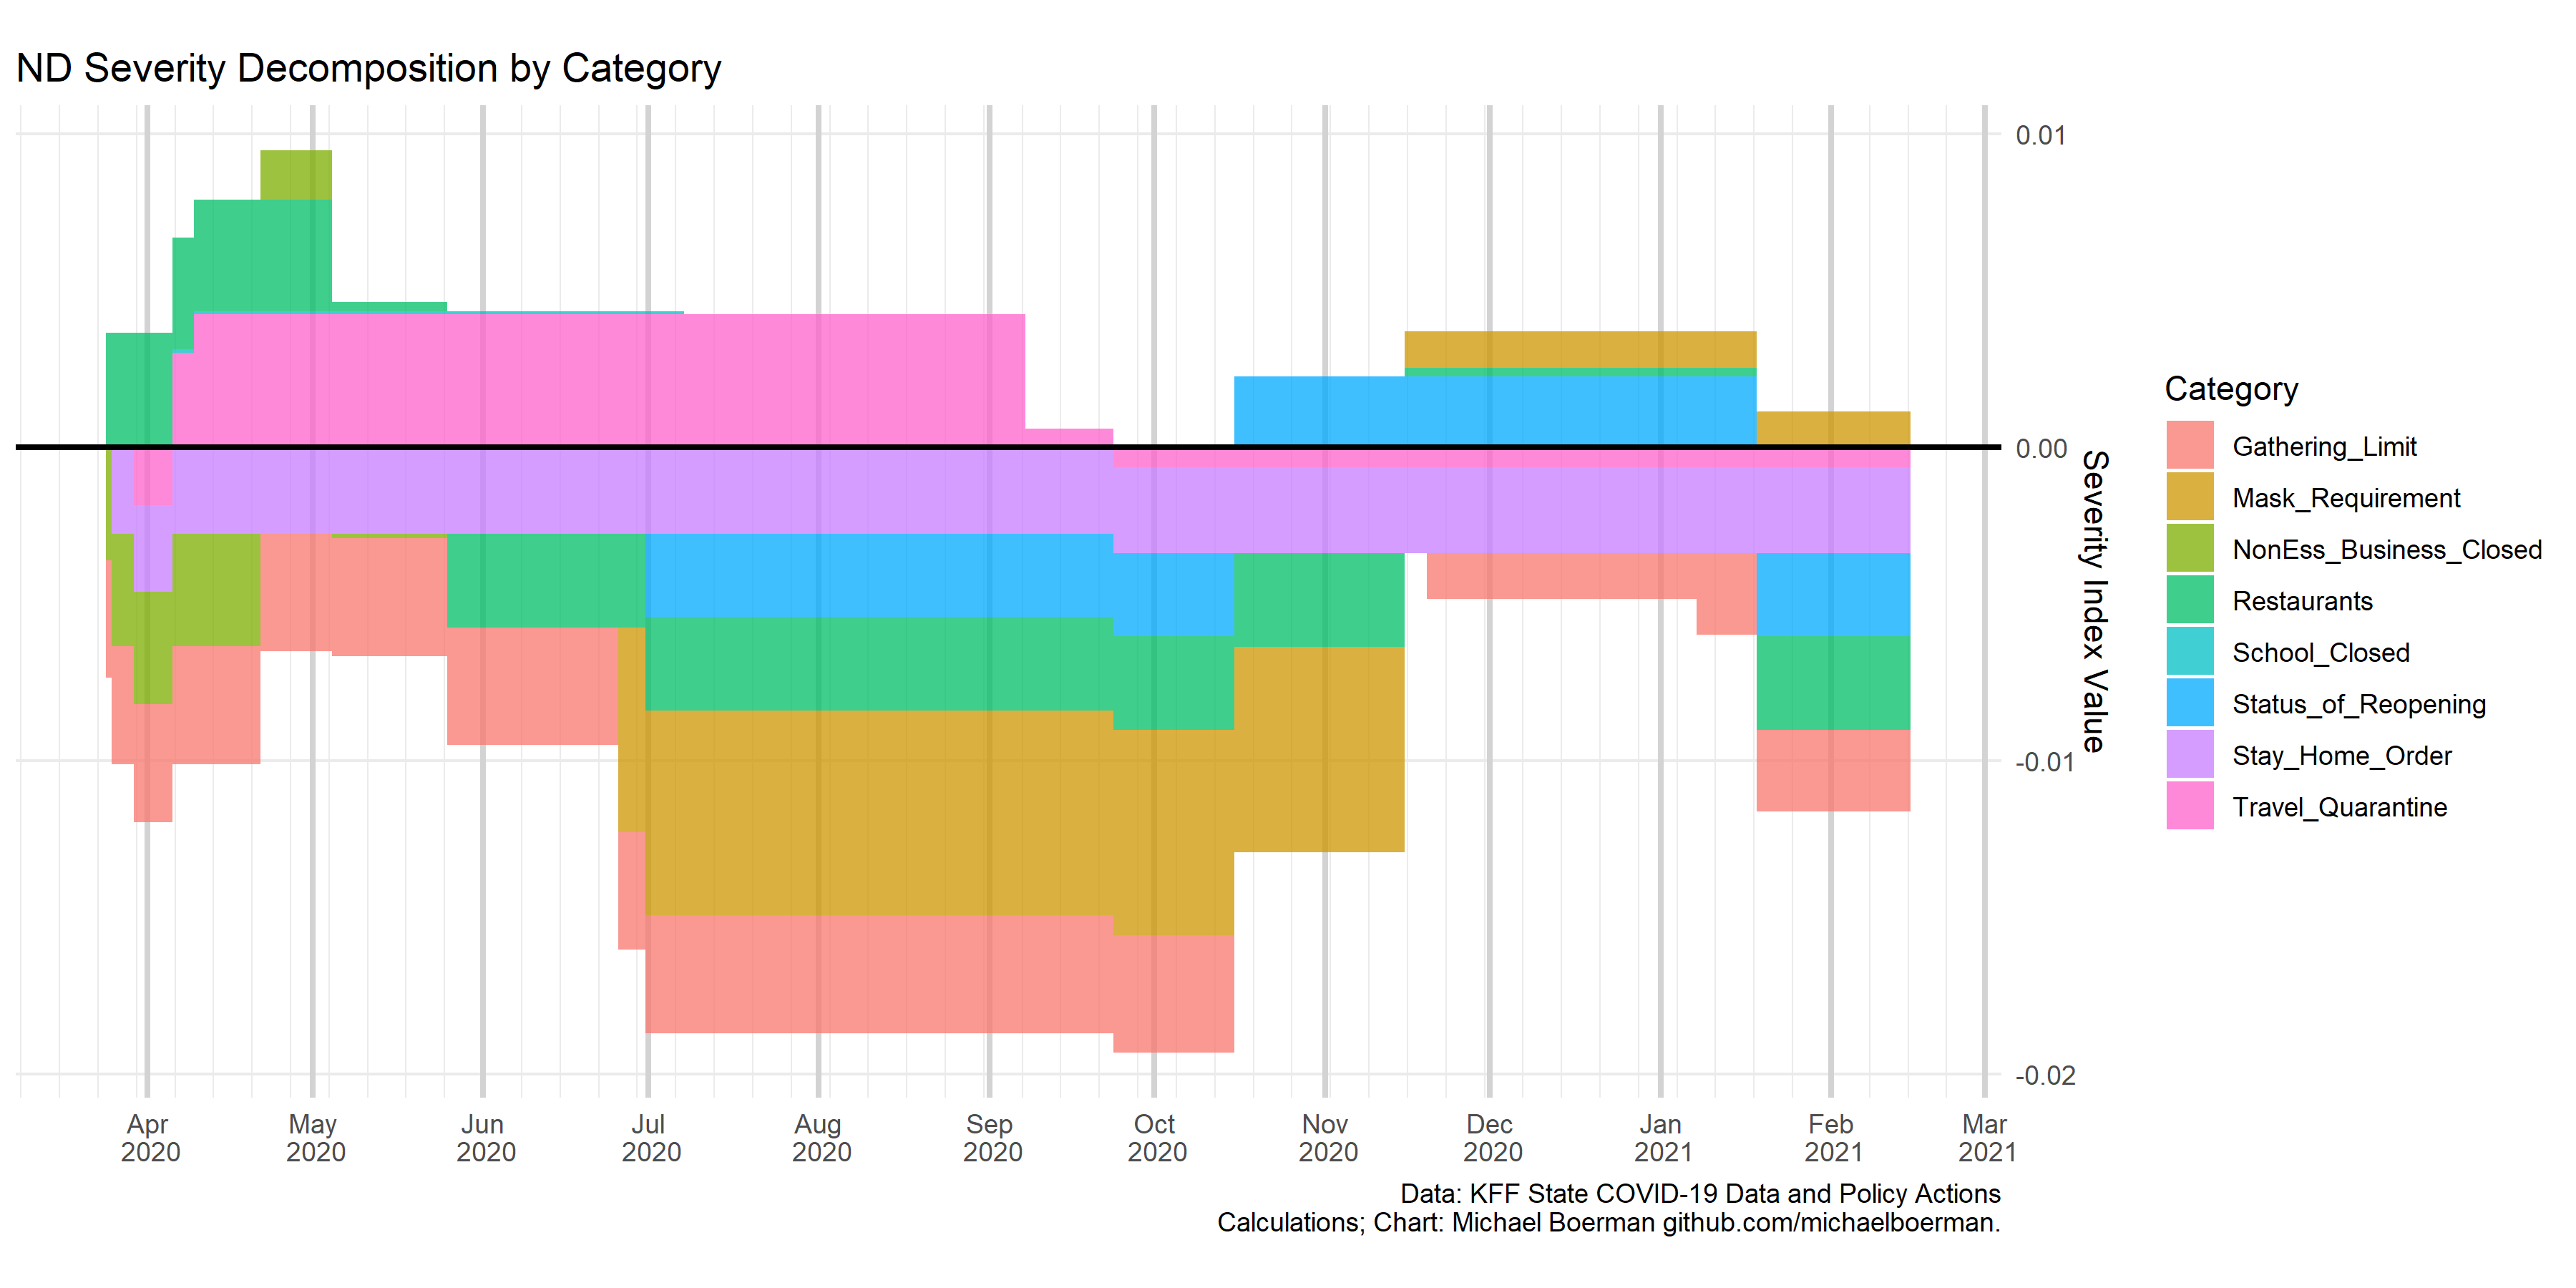 ND Severity Decomposition by Category
0.01
0.00
-0.01
-0.02
Severity Index Value
Apr
2020
May
2020
Jun
2020
Jul
2020
Aug
2020
Sep
2020
Oct
2020
Nov
2020
Dec
2020
Jan
2021
Feb
2021
Mar
2021
Category
Gathering_Limit
Mask_Requirement
NonEss_Business_Closed
Restaurants
School_Closed
Status_of_Reopening
Stay_Home_Order
Travel_Quarantine
Data: KFF State COVID-19 Data and Policy Actions
Calculations; Chart: Michael Boerman github.com/michaelboerman.